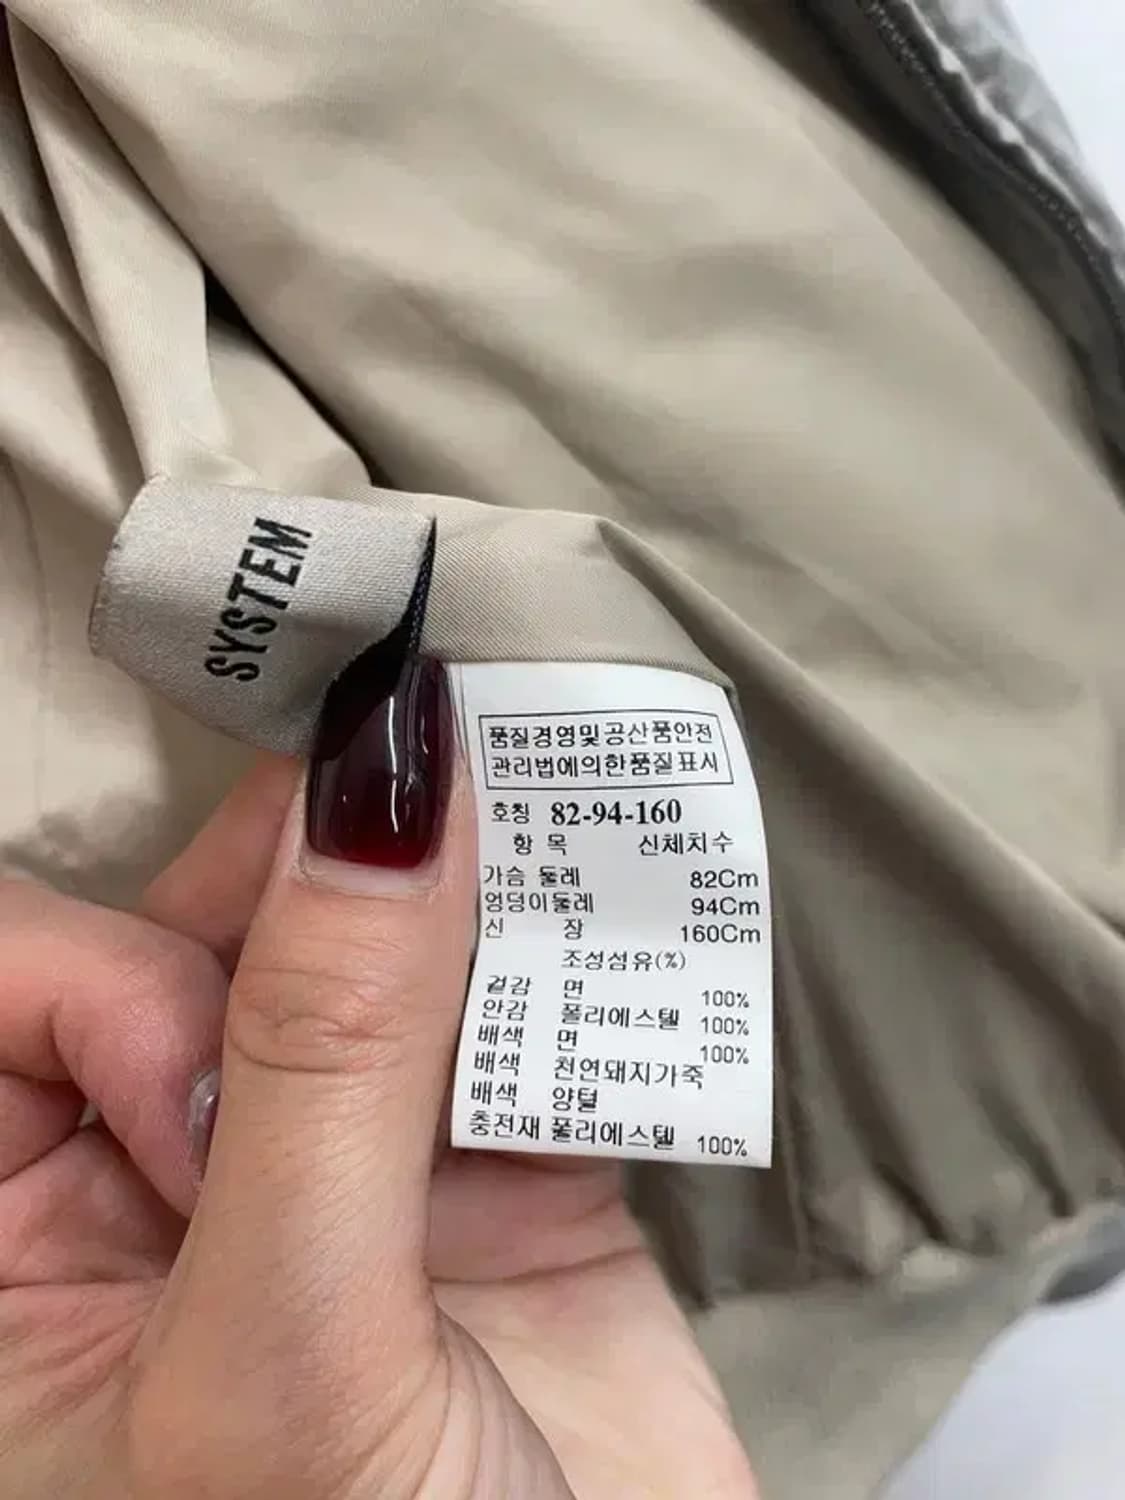 SYSTEM
품질경영및공산품안전
관리법에의한품질표시
호칭 82-94-160
항 목 신체치수
가슴 둘레 82Cm
엉덩이둘레 94Cm
신 장 160Cm
조성섬유(%)
겉감 면 100%
안감 폴리에스텔 100%
배색 면 100%
배색 천연돼지가죽
배색 양털
충전재 폴리에스텔 100%